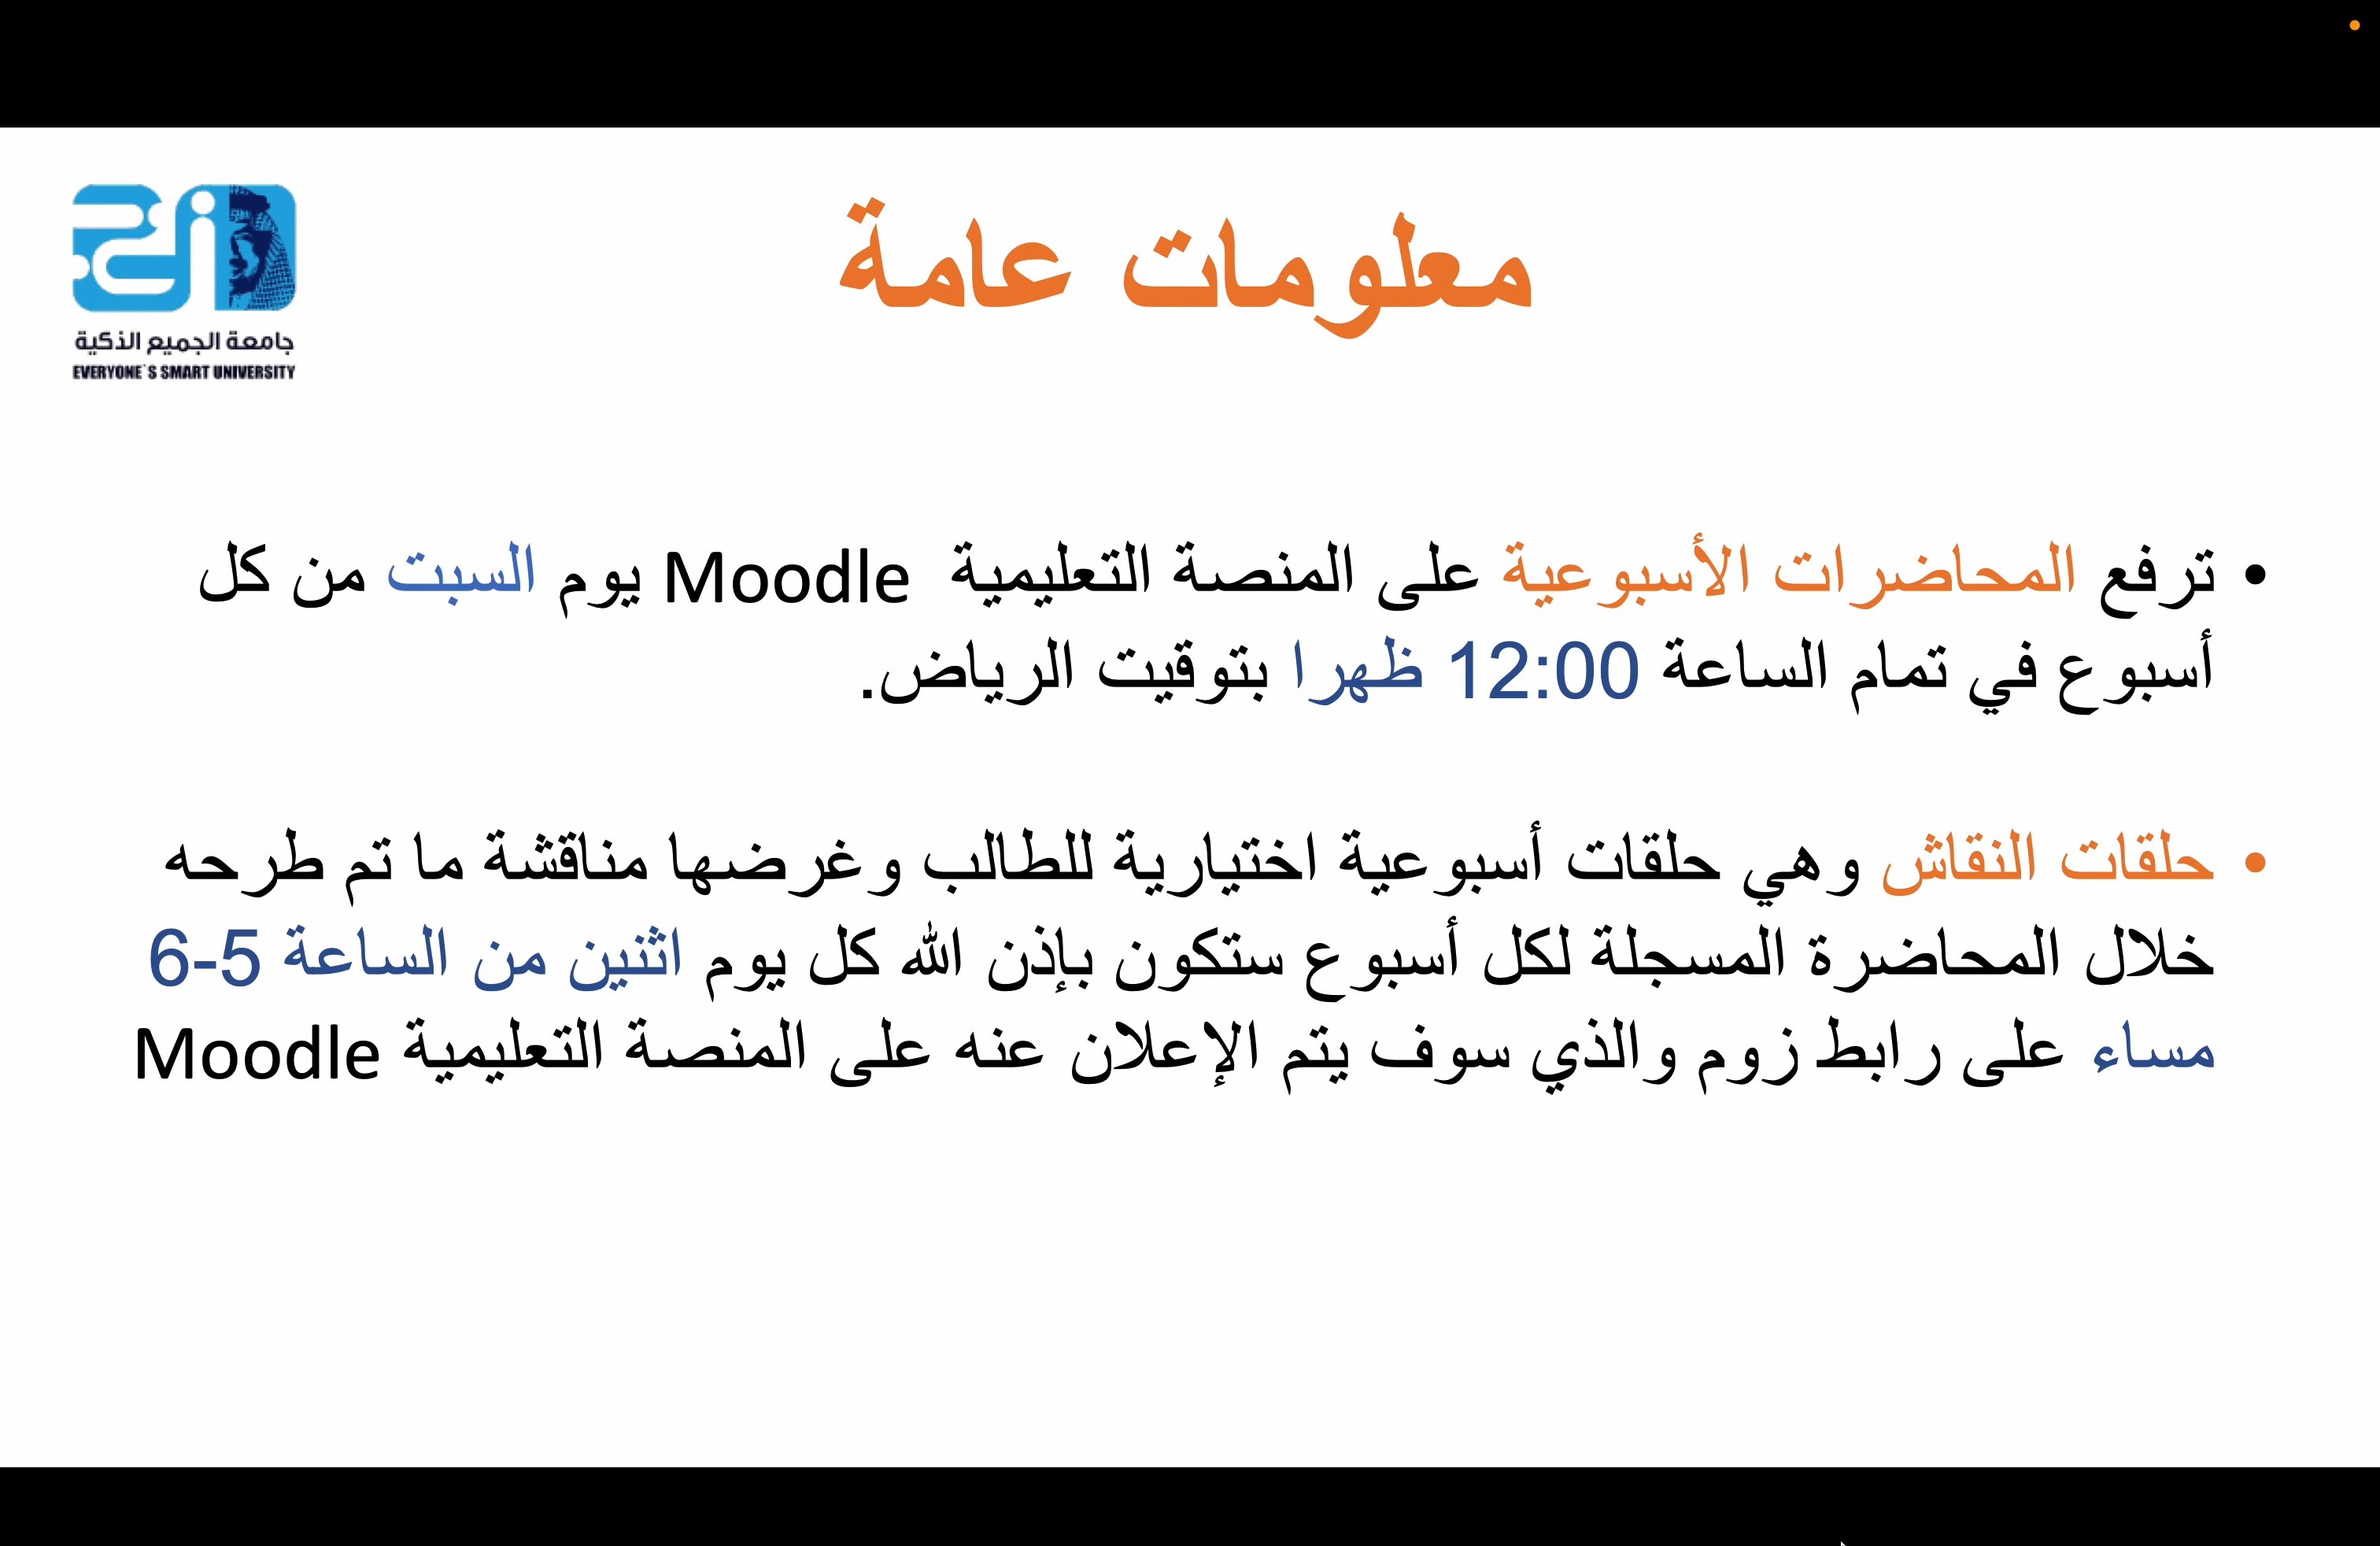 معلومات عامة
جامعة الجميع الذكية
EVERYONE`S SMART UNIVERSITY
• ترفع المحاضرات الأسبوعية على المنصة التعليمية Moodle يوم السبت من كل
أسبوع في تمام الساعة 12:00 ظهرا بتوقيت الرياض.
• حلقات النقاش وهي حلقات أسبوعية اختيارية للطالب وغرضها مناقشة ما تم طرحه
خلال المحاضرة المسجلة لكل أسبوع ستكون بإذن الله كل يوم اثنين من الساعة 5-6
مساء على رابط زوم والذي سوف يتم الإعلان عنه على المنصة التعليمية Moodle